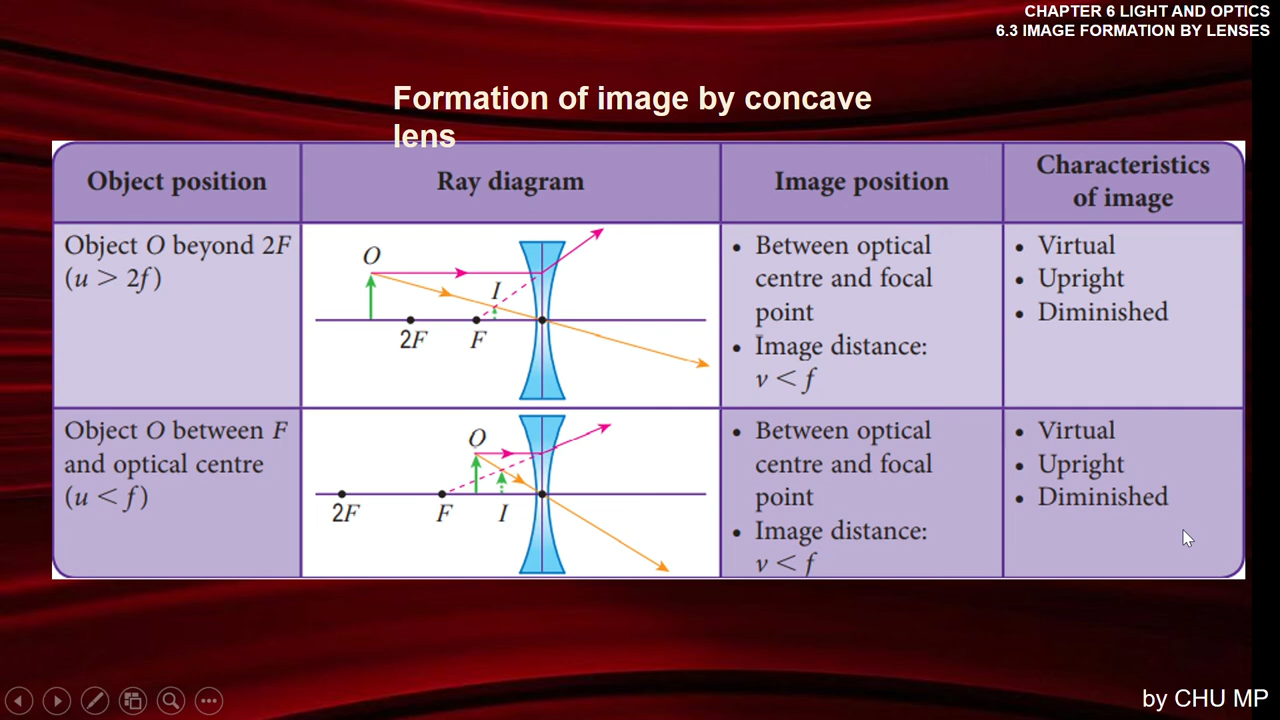 CHAPTER 6 LIGHT AND OPTICS
6.3 IMAGE FORMATION BY LENSES
Formation of image by concave
lens
Object position
Ray diagram
Image position
Characteristics
of image
Object O beyond 2F
(u > 2f)
O
I
2F
F
• Between optical
centre and focal
point
• Image distance:
v < f
• Virtual
• Upright
• Diminished
Object O between F
and optical centre
(u < f)
O
2F
F
I
• Between optical
centre and focal
point
• Image distance:
v < f
• Virtual
• Upright
• Diminished
by CHU MP